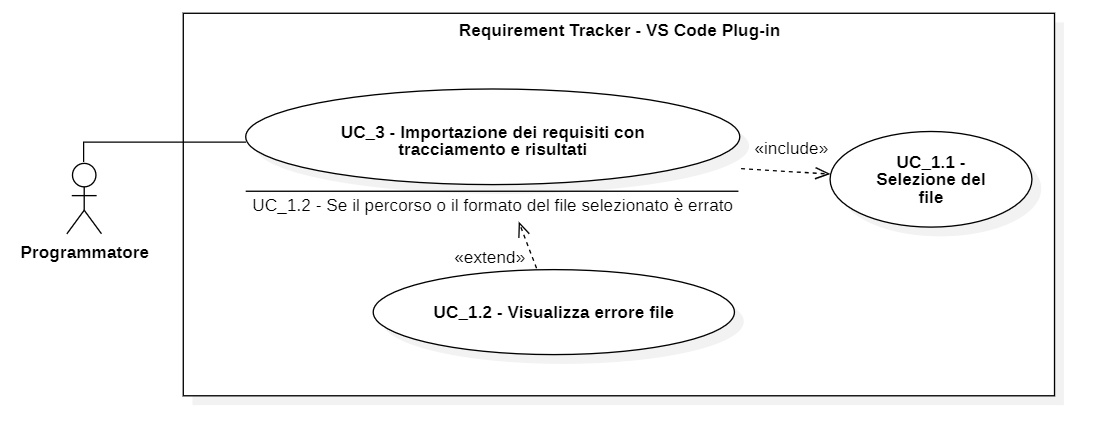 Requirement Tracker - VS Code Plug-in
UC_3 - Importazione dei requisiti con
tracciamento e risultati
«include»
UC_1.1 -
Selezione del
file
UC_1.2 - Se il percorso o il formato del file selezionato è errato
Programmatore
«extend»
UC_1.2 - Visualizza errore file